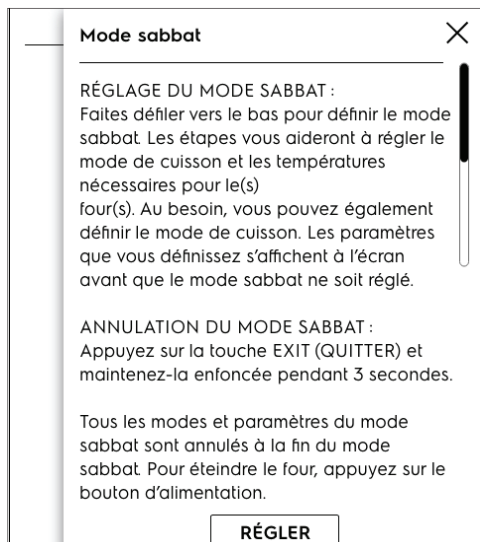 Mode sabbat
RÉGLAGE DU MODE SABBAT :
Faites défiler vers le bas pour définir le mode
sabbat. Les étapes vous aideront à régler le
mode de cuisson et les températures
nécessaires pour le(s)
four(s). Au besoin, vous pouvez également
définir le mode de cuisson. Les paramètres
que vous définissez s’affichent à l’écran
avant que le mode sabbat ne soit réglé.
ANNULATION DU MODE SABBAT :
Appuyez sur la touche EXIT (QUITTER) et
maintenez-la enfoncée pendant 3 secondes.
Tous les modes et paramètres du mode
sabbat sont annulés à la fin du mode
sabbat. Pour éteindre le four, appuyez sur le
bouton d’alimentation.
RÉGLER